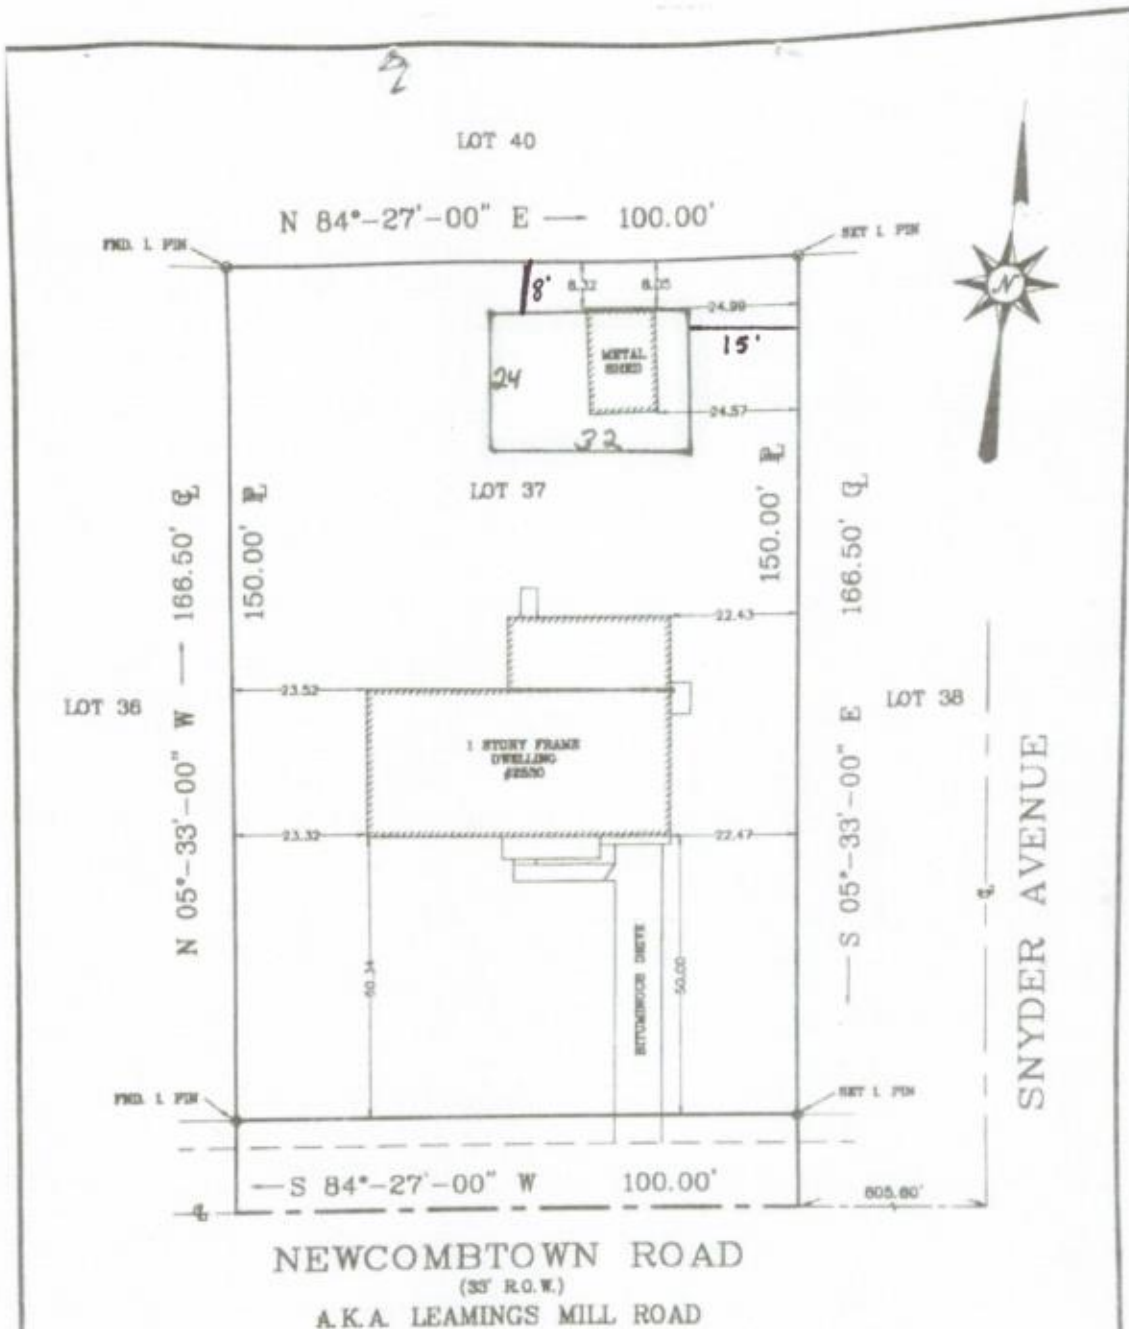 LOT 40
N 84°-27'-00" E — 100.00'
FND. I. PIN
SET I. PIN
8'
8.32
8.35
24.99
N
15'
METAL
SHED
24
24.57
32
LOT 37
N 05°-33'-00" W — 166.50' ℄
150.00' ⅊
150.00' ⅊
— S 05°-33'-00" E 166.50' ℄
22.43
23.52
LOT 36
LOT 38
1 STORY FRAME
DWELLING
#2530
23.32
22.47
SNYDER AVENUE
℄
BITUMINOUS DRIVE
50.34
50.00
FND. I. PIN
SET I. PIN
—S 84°-27'-00" W 100.00'
605.60'
℄
NEWCOMBTOWN ROAD
(33' R.O.W.)
A.K.A. LEAMINGS MILL ROAD